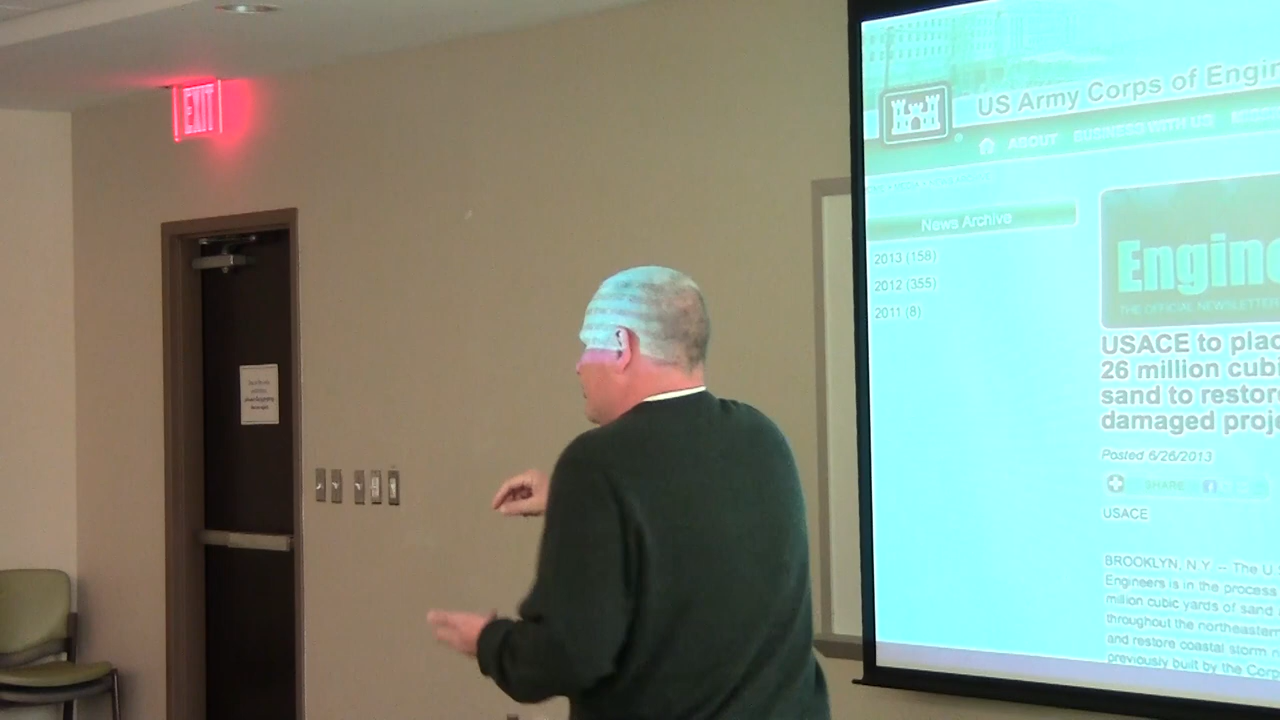 EXIT
US Army Corps of Engin
ABOUT BUSINESS WITH US
News Archive
2013 (158)
2012 (355)
2011 (8)
Engine
THE OFFICIAL NEWSLETTER
USACE to plac
26 million cubi
sand to restore
damaged proje
Posted 6/26/2013
SHARE
USACE
BROOKLYN, N.Y. -- The U.S
Engineers is in the process
million cubic yards of sand
throughout the northeastern
and restore coastal storm r
previously built by the Corp